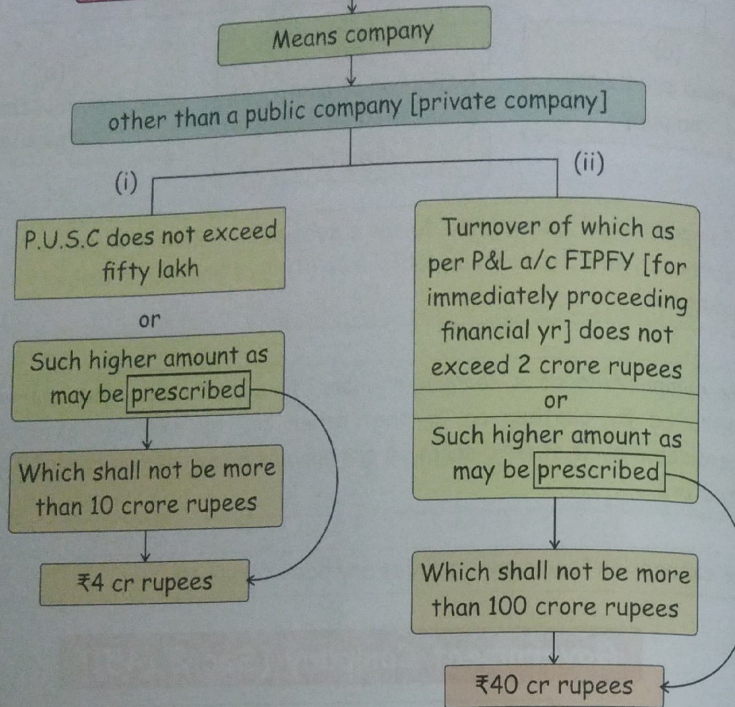 Means company
other than a public company [private company]
(i)
P.U.S.C does not exceed
fifty lakh
or
Such higher amount as
may be prescribed
Which shall not be more
than 10 crore rupees
₹4 cr rupees
(ii)
Turnover of which as
per P&L a/c FIPFY [for
immediately proceeding
financial yr] does not
exceed 2 crore rupees
or
Such higher amount as
may be prescribed
Which shall not be more
than 100 crore rupees
₹40 cr rupees